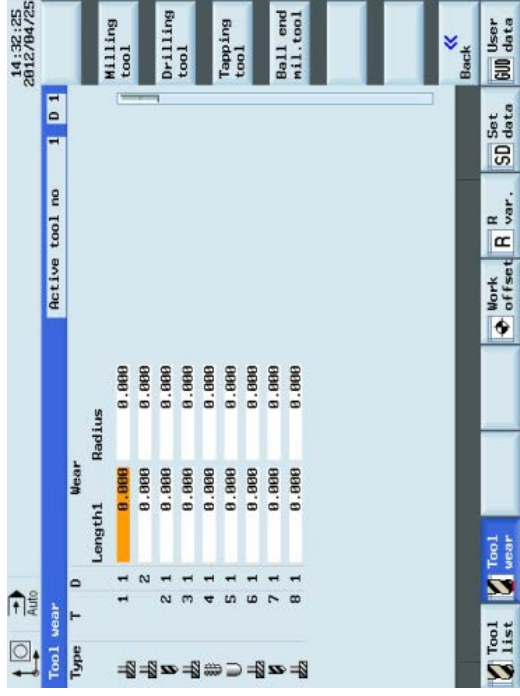 Auto
14:32:25
2012/04/25
Tool wear
Active tool no 1 D 1
Type T D Wear
Length1 Radius
1 1 0.000 0.000
2 0.000 0.000
2 1 0.000 0.000
3 1 0.000 0.000
4 1 0.000 0.000
5 1 0.000 0.000
6 1 0.000 0.000
7 1 0.000 0.000
8 1 0.000 0.000
Milling
tool
Drilling
tool
Tapping
tool
Ball end
mil.tool
«
Back
Tool
list
Tool
wear
Work
offset
R R
var.
SD Set
data
GUD User
data